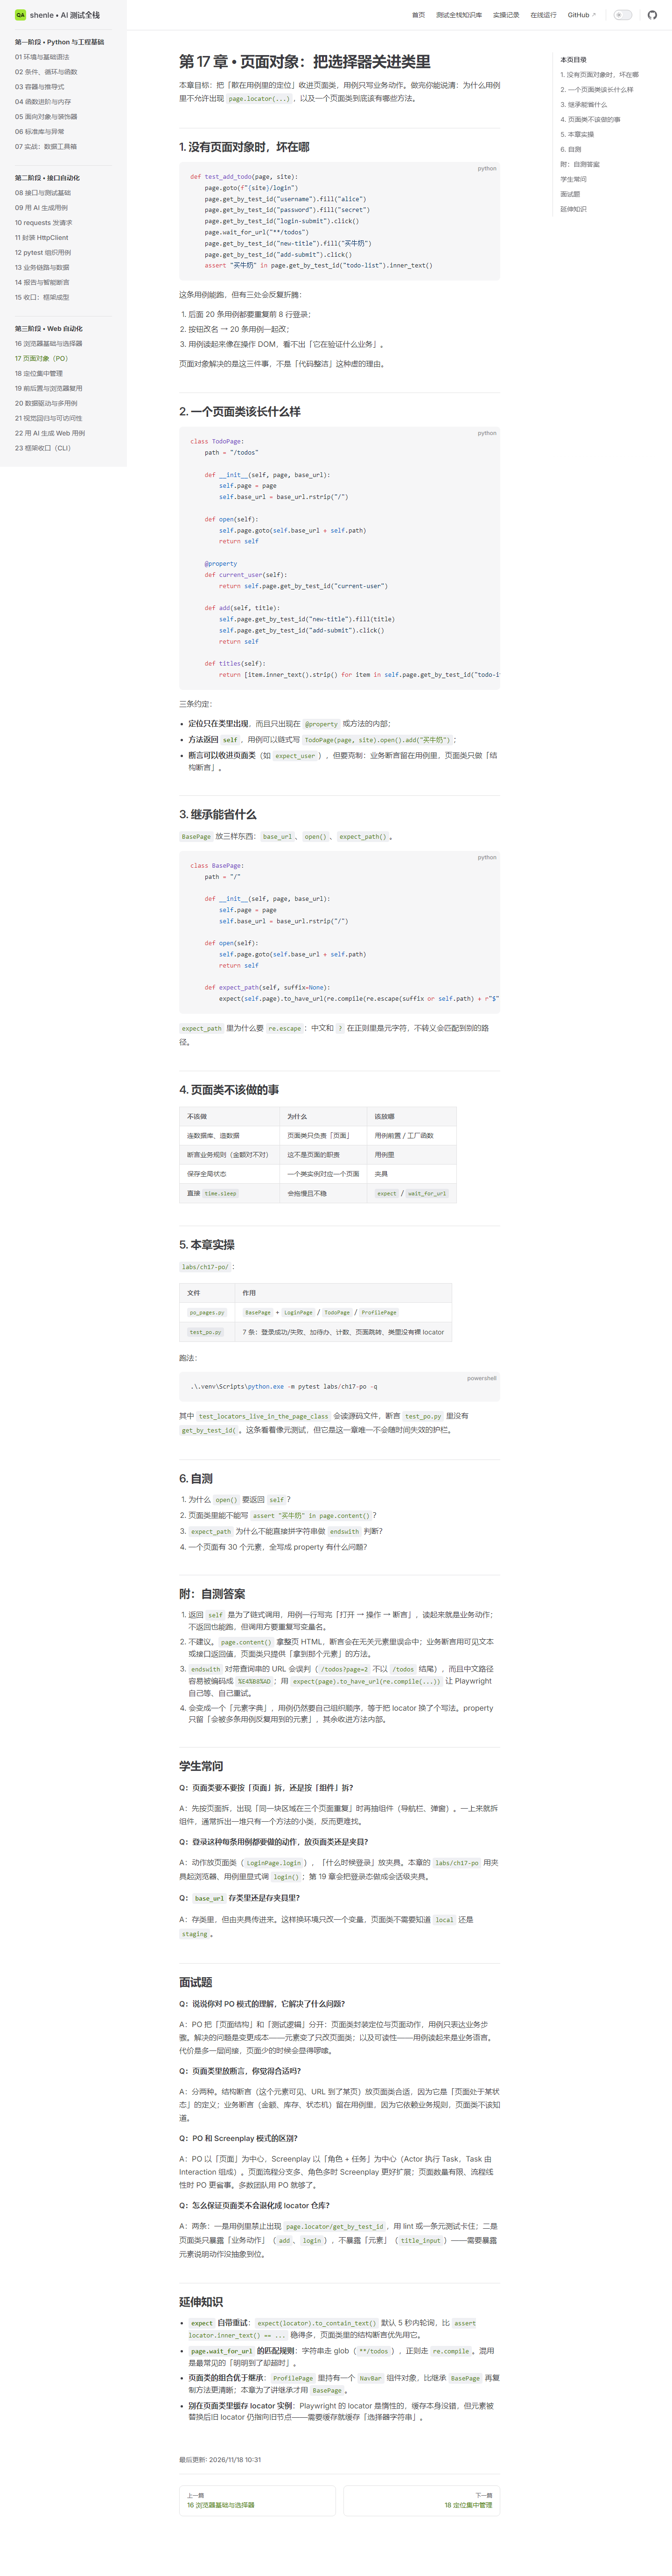 QA shenle • AI 测试全栈
首页
测试全栈知识库
实操记录
在线运行
GitHub ↗
第一阶段 • Python 与工程基础
01 环境与基础语法
02 条件，循环与函数
03 容器与推导式
04 函数进阶与内存
05 面向对象与装饰器
06 标准库与异常
07 实战：数据工具箱
第二阶段 • 接口自动化
08 接口与测试基础
09 用 AI 生成用例
10 requests 发请求
11 封装 HttpClient
12 pytest 组织用例
13 业务链路与数据
14 报告与智能断言
15 收口：框架成型
第三阶段 • Web 自动化
16 浏览器基础与选择器
17 页面对象（PO）
18 定位集中管理
19 前后置与浏览器复用
20 数据驱动与多用例
21 视觉回归与可访问性
22 用 AI 生成 Web 用例
23 框架收口（CLI）
本页目录
1. 没有页面对象时，坏在哪
2. 一个页面类该长什么样
3. 继承能省什么
4. 页面类不该做的事
5. 本章实操
6. 自测
附：自测答案
学生常问
面试题
延伸知识
第 17 章 • 页面对象：把选择器关进类里
本章目标：把「散在用例里的定位」收进页面类，用例只写业务动作。做完你能说清：为什么用例
里不允许出现 page.locator(...) ，以及一个页面类到底该有哪些方法。
1. 没有页面对象时，坏在哪
python
def test_add_todo(page, site):
page.goto(f"{site}/login")
page.get_by_test_id("username").fill("alice")
page.get_by_test_id("password").fill("secret")
page.get_by_test_id("login-submit").click()
page.wait_for_url("**/todos")
page.get_by_test_id("new-title").fill("买牛奶")
page.get_by_test_id("add-submit").click()
assert "买牛奶" in page.get_by_test_id("todo-list").inner_text()
这条用例能跑，但有三处会反复折腾：
1. 后面 20 条用例都要重复前 8 行登录；
2. 按钮改名 → 20 条用例一起改；
3. 用例读起来像在操作 DOM，看不出「它在验证什么业务」。
页面对象解决的是这三件事，不是「代码整洁」这种虚的理由。
2. 一个页面类该长什么样
python
class TodoPage:
path = "/todos"
def __init__(self, page, base_url):
self.page = page
self.base_url = base_url.rstrip("/")
def open(self):
self.page.goto(self.base_url + self.path)
return self
@property
def current_user(self):
return self.page.get_by_test_id("current-user")
def add(self, title):
self.page.get_by_test_id("new-title").fill(title)
self.page.get_by_test_id("add-submit").click()
return self
def titles(self):
return [item.inner_text().strip() for item in self.page.get_by_test_id("todo-i
三条约定：
• 定位只在类里出现，而且只出现在 @property 或方法的内部；
• 方法返回 self，用例可以链式写 TodoPage(page, site).open().add("买牛奶") ；
• 断言可以收进页面类（如 expect_user ），但要克制：业务断言留在用例里，页面类只做「结
构断言」。
3. 继承能省什么
BasePage 放三样东西： base_url 、 open() 、 expect_path() 。
python
class BasePage:
path = "/"
def __init__(self, page, base_url):
self.page = page
self.base_url = base_url.rstrip("/")
def open(self):
self.page.goto(self.base_url + self.path)
return self
def expect_path(self, suffix=None):
expect(self.page).to_have_url(re.compile(re.escape(suffix or self.path) + r"$"
expect_path 里为什么要 re.escape ：中文和 ? 在正则里是元字符，不转义会匹配到别的路
径。
4. 页面类不该做的事
不该做 为什么 该放哪
连数据库、造数据 页面类只负责「页面」 用例前置 / 工厂函数
断言业务规则（金额对不对） 这不是页面的职责 用例里
保存全局状态 一个类实例对应一个页面 夹具
直接 time.sleep 会拖慢且不稳 expect / wait_for_url
5. 本章实操
labs/ch17-po/ ：
文件 作用
po_pages.py BasePage + LoginPage / TodoPage / ProfilePage
test_po.py 7 条：登录成功/失败、加待办、计数、页面跳转、类里没有裸 locator
跑法：
powershell
.\.venv\Scripts\python.exe -m pytest labs/ch17-po -q
其中 test_locators_live_in_the_page_class 会读源码文件，断言 test_po.py 里没有
get_by_test_id( 。这条看着像元测试，但它是这一章唯一不会随时间失效的护栏。
6. 自测
1. 为什么 open() 要返回 self ？
2. 页面类里能不能写 assert "买牛奶" in page.content() ？
3. expect_path 为什么不能直接拼字符串做 endswith 判断？
4. 一个页面有 30 个元素，全写成 property 有什么问题？
附：自测答案
1. 返回 self 是为了链式调用，用例一行写完「打开 → 操作 → 断言」，读起来就是业务动作；
不返回也能跑，但调用方要重复写变量名。
2. 不建议。 page.content() 拿整页 HTML，断言会在无关元素里误命中；业务断言用可见文本
或接口返回值，页面类只提供「拿到那个元素」的方法。
3. endswith 对带查询串的 URL 会误判（ /todos?page=2 不以 /todos 结尾），而且中文路径
容易被编码成 %E4%B8%AD ；用 expect(page).to_have_url(re.compile(...)) 让 Playwright
自己等、自己重试。
4. 会变成一个「元素字典」，用例仍然要自己组织顺序，等于把 locator 换了个写法。property
只留「会被多条用例反复用到的元素」，其余收进方法内部。
学生常问
Q：页面类要不要按「页面」拆，还是按「组件」拆？
A：先按页面拆，出现「同一块区域在三个页面重复」时再抽组件（导航栏、弹窗）。一上来就拆
组件，通常拆出一堆只有一个方法的小类，反而更难找。
Q：登录这种每条用例都要做的动作，放页面类还是夹具？
A：动作放页面类（ LoginPage.login ），「什么时候登录」放夹具。本章的 labs/ch17-po 用夹
具起浏览器，用例里显式调 login() ；第 19 章会把登录态做成会话级夹具。
Q： base_url 存类里还是存夹具里？
A：存类里，但由夹具传进来。这样换环境只改一个变量，页面类不需要知道 local 还是
staging 。
面试题
Q：说说你对 PO 模式的理解，它解决了什么问题？
A：PO 把「页面结构」和「测试逻辑」分开：页面类封装定位与页面动作，用例只表达业务步
骤。解决的问题是变更成本——元素变了只改页面类；以及可读性——用例读起来是业务语言。
代价是多一层间接，页面少的时候会显得啰嗦。
Q：页面类里放断言，你觉得合适吗？
A：分两种。结构断言（这个元素可见、URL 到了某页）放页面类合适，因为它是「页面处于某状
态」的定义；业务断言（金额、库存、状态机）留在用例里，因为它依赖业务规则，页面类不该知
道。
Q：PO 和 Screenplay 模式的区别？
A：PO 以「页面」为中心，Screenplay 以「角色 + 任务」为中心（Actor 执行 Task，Task 由
Interaction 组成）。页面流程分支多、角色多时 Screenplay 更好扩展；页面数量有限、流程线
性时 PO 更省事。多数团队用 PO 就够了。
Q：怎么保证页面类不会退化成 locator 仓库？
A：两条：一是用例里禁止出现 page.locator/get_by_test_id ，用 lint 或一条元测试卡住；二是
页面类只暴露「业务动作」（ add 、 login ），不暴露「元素」（ title_input ）——需要暴露
元素说明动作没抽象到位。
延伸知识
• expect 自带重试： expect(locator).to_contain_text() 默认 5 秒内轮询，比 assert
locator.inner_text() == ... 稳得多，页面类里的结构断言优先用它。
• page.wait_for_url 的匹配规则：字符串走 glob（ **/todos ），正则走 re.compile 。混用
是最常见的「明明到了却超时」。
• 页面类的组合优于继承： ProfilePage 里持有一个 NavBar 组件对象，比继承 BasePage 再复
制方法更清晰；本章为了讲继承才用 BasePage 。
• 别在页面类里缓存 locator 实例：Playwright 的 locator 是惰性的，缓存本身没错，但元素被
替换后旧 locator 仍指向旧节点——需要缓存就缓存「选择器字符串」。
最后更新: 2026/11/18 10:31
上一篇
16 浏览器基础与选择器
下一篇
18 定位集中管理